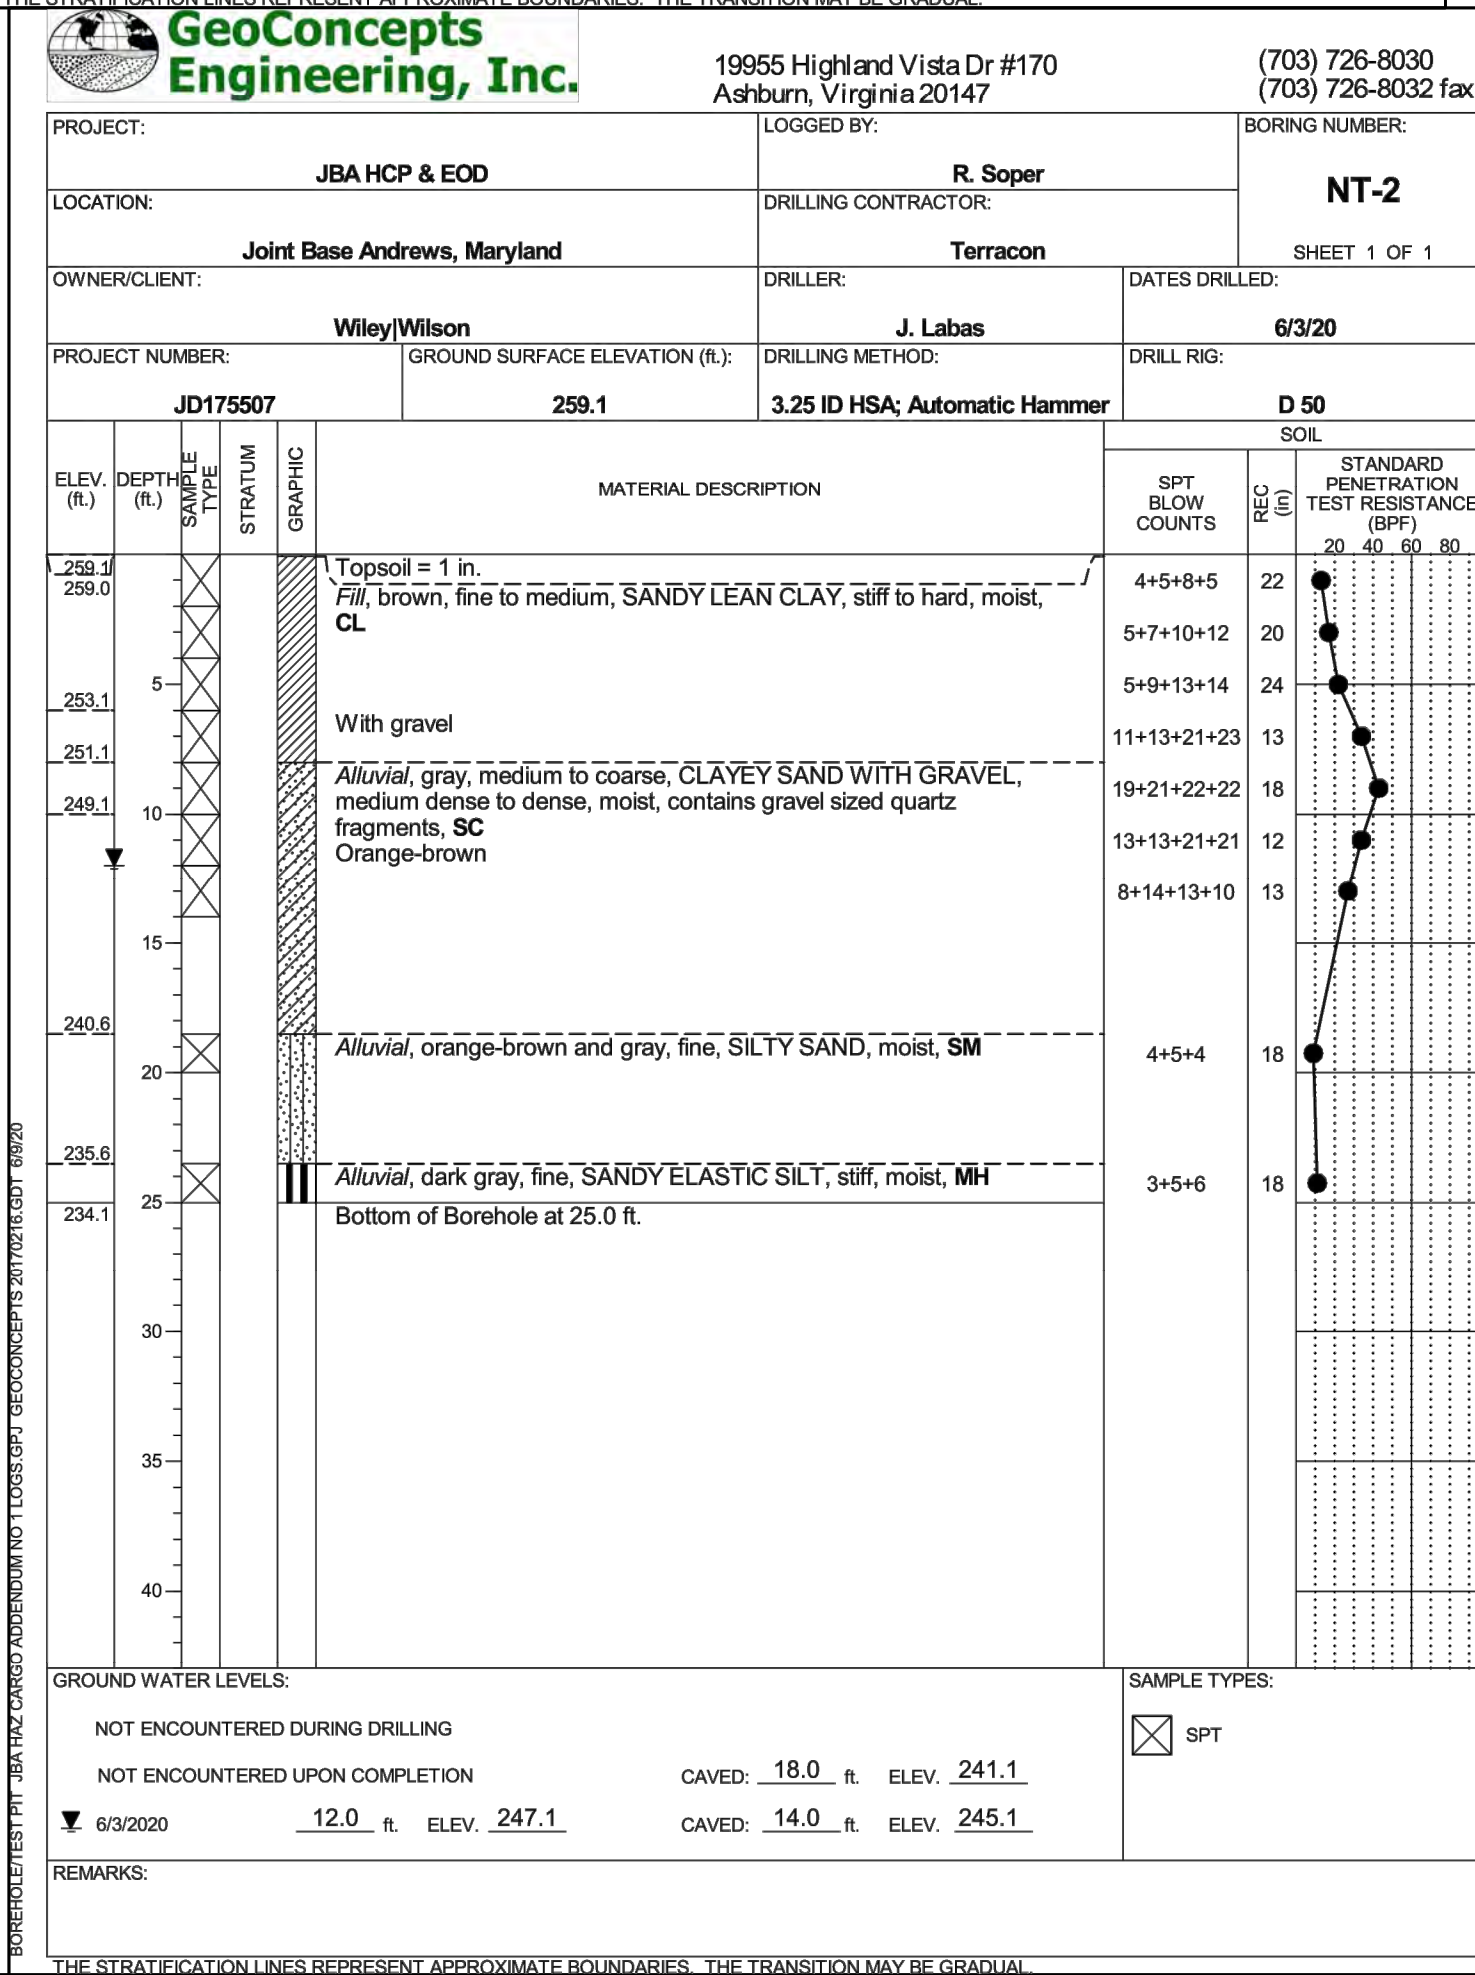 THE STRATIFICATION LINES REPRESENT APPROXIMATE BOUNDARIES. THE TRANSITION MAY BE GRADUAL.
GeoConcepts
Engineering, Inc.
19955 Highland Vista Dr #170
Ashburn, Virginia 20147
(703) 726-8030
(703) 726-8032 fax
PROJECT:
JBA HCP & EOD
LOGGED BY:
R. Soper
BORING NUMBER:
NT-2
SHEET 1 OF 1
LOCATION:
Joint Base Andrews, Maryland
DRILLING CONTRACTOR:
Terracon
OWNER/CLIENT:
Wiley|Wilson
DRILLER:
J. Labas
DATES DRILLED:
6/3/20
PROJECT NUMBER:
JD175507
GROUND SURFACE ELEVATION (ft.):
259.1
DRILLING METHOD:
3.25 ID HSA; Automatic Hammer
DRILL RIG:
D 50
ELEV.
(ft.)
DEPTH
(ft.)
SAMPLE
TYPE
STRATUM
GRAPHIC
MATERIAL DESCRIPTION
SOIL
SPT
BLOW
COUNTS
REC
(in)
STANDARD
PENETRATION
TEST RESISTANCE
(BPF)
20 40 60 80
259.1
Topsoil = 1 in.
259.0
Fill, brown, fine to medium, SANDY LEAN CLAY, stiff to hard, moist,
CL
4+5+8+5 22
5+7+10+12 20
5
5+9+13+14 24
253.1
With gravel
11+13+21+23 13
251.1
Alluvial, gray, medium to coarse, CLAYEY SAND WITH GRAVEL,
medium dense to dense, moist, contains gravel sized quartz
fragments, SC
19+21+22+22 18
249.1
10
Orange-brown
13+13+21+21 12
8+14+13+10 13
15
240.6
Alluvial, orange-brown and gray, fine, SILTY SAND, moist, SM
4+5+4 18
20
235.6
Alluvial, dark gray, fine, SANDY ELASTIC SILT, stiff, moist, MH
3+5+6 18
25
234.1
Bottom of Borehole at 25.0 ft.
30
35
40
GROUND WATER LEVELS:
NOT ENCOUNTERED DURING DRILLING
NOT ENCOUNTERED UPON COMPLETION CAVED: 18.0 ft. ELEV. 241.1
6/3/2020 12.0 ft. ELEV. 247.1 CAVED: 14.0 ft. ELEV. 245.1
SAMPLE TYPES:
SPT
REMARKS:
THE STRATIFICATION LINES REPRESENT APPROXIMATE BOUNDARIES. THE TRANSITION MAY BE GRADUAL.
BOREHOLE/TEST PIT JBA HAZ CARGO ADDENDUM NO 1 LOGS.GPJ GEOCONCEPTS 20170216.GDT 6/9/20